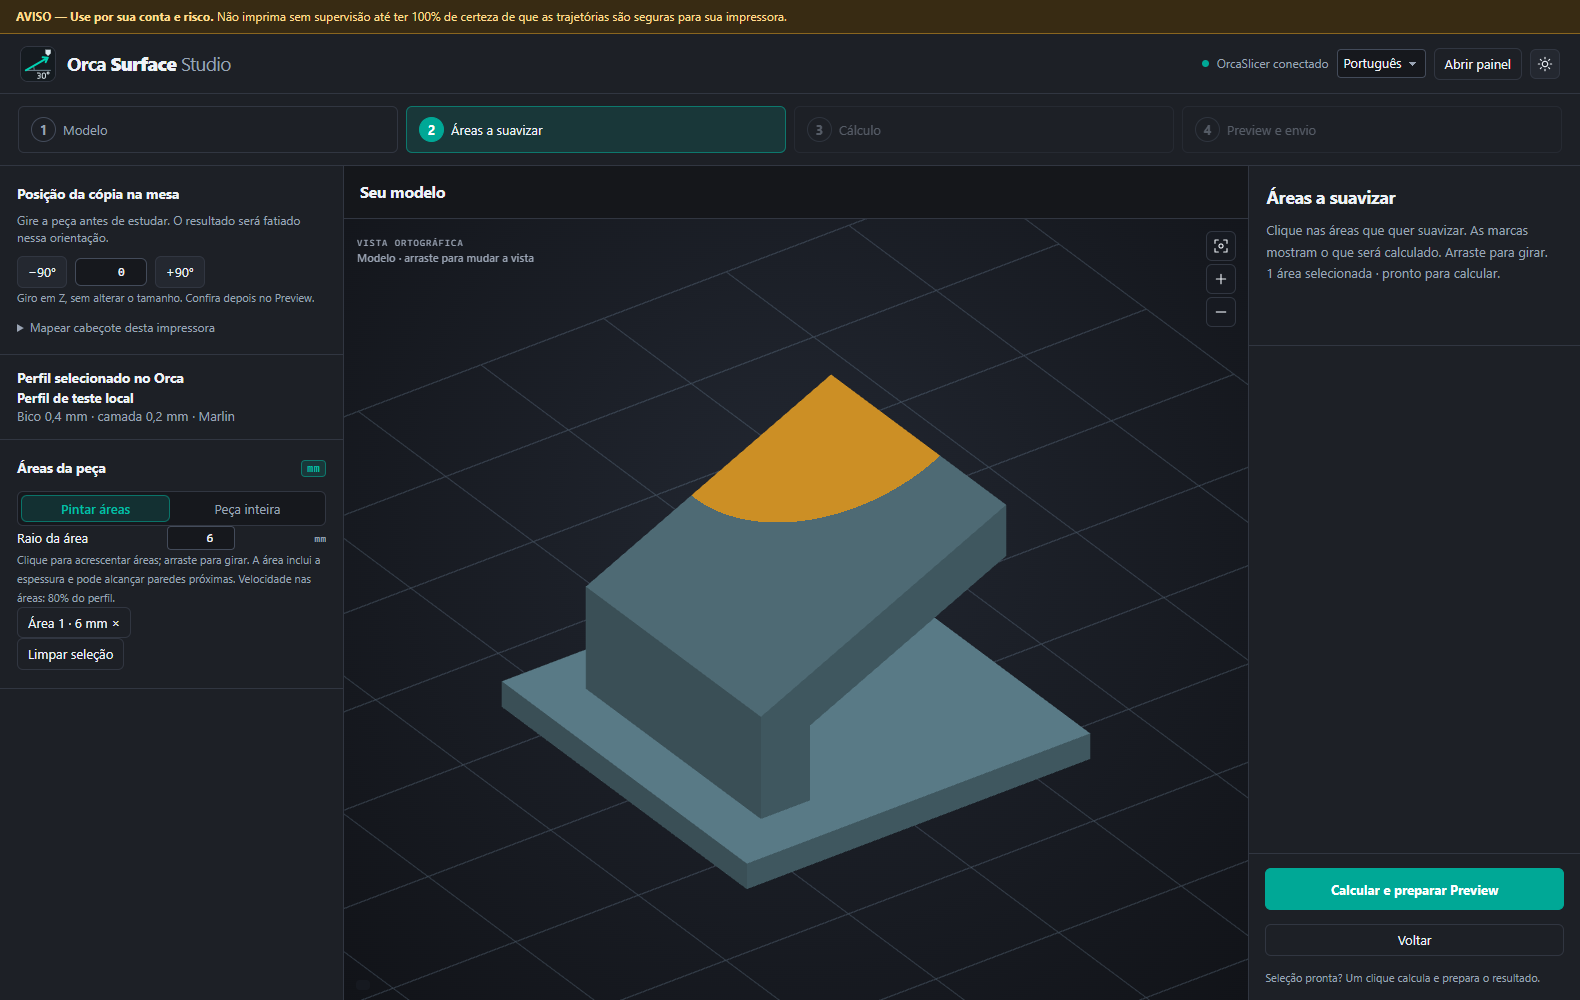 AVISO — Use por sua conta e risco. Não imprima sem supervisão até ter 100% de certeza de que as trajetórias são seguras para sua impressora.
30°
Orca Surface Studio
OrcaSlicer conectado
Português
Abrir painel
1 Modelo
2 Áreas a suavizar
3 Cálculo
4 Preview e envio
Posição da cópia na mesa
Gire a peça antes de estudar. O resultado será fatiado
nessa orientação.
−90° 0 +90°
Giro em Z, sem alterar o tamanho. Confira depois no Preview.
Mapear cabeçote desta impressora
Perfil selecionado no Orca
Perfil de teste local
Bico 0,4 mm · camada 0,2 mm · Marlin
Áreas da peça mm
Pintar áreas Peça inteira
Raio da área 6 mm
Clique para acrescentar áreas; arraste para girar. A área inclui a
espessura e pode alcançar paredes próximas. Velocidade nas
áreas: 80% do perfil.
Área 1 · 6 mm ×
Limpar seleção
Seu modelo
VISTA ORTOGRÁFICA
Modelo · arraste para mudar a vista
+
−
Áreas a suavizar
Clique nas áreas que quer suavizar. As marcas
mostram o que será calculado. Arraste para girar.
1 área selecionada · pronto para calcular.
Calcular e preparar Preview
Voltar
Seleção pronta? Um clique calcula e prepara o resultado.